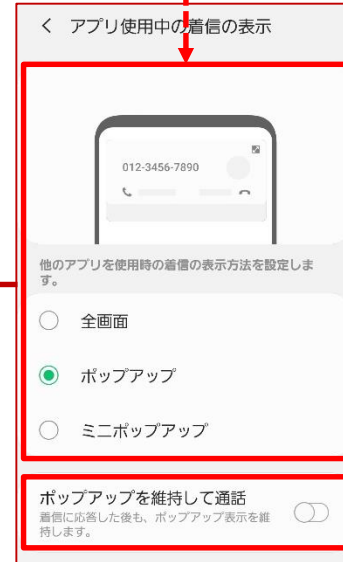 アプリ使用中の着信の表示
012-3456-7890
他のアプリを使用時の着信の表示方法を設定しま
す。
全画面
ポップアップ
ミニポップアップ
ポップアップを維持して通話
着信に応答した後も、ポップアップ表示を維
持します。